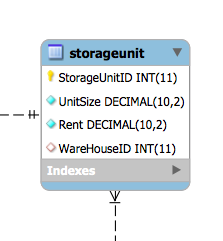 storageunit
StorageUnitID INT(11)
UnitSize DECIMAL(10,2)
Rent DECIMAL(10,2)
WareHouseID INT(11)
Indexes